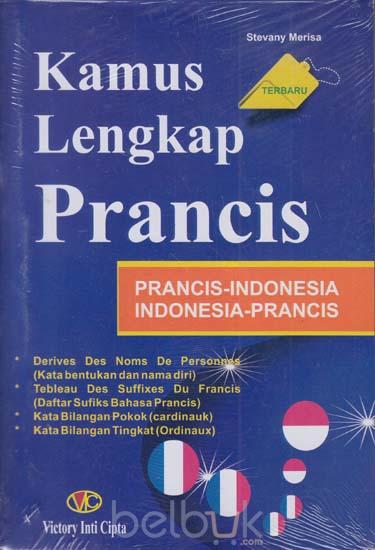 Stevany Merisa
TERBARU
Kamus
Lengkap
Prancis
PRANCIS-INDONESIA
INDONESIA-PRANCIS
* Derives Des Noms De Personnes
(Kata bentukan dan nama diri)
* Tebleau Des Suffixes Du Francis
(Daftar Sufiks Bahasa Prancis)
* Kata Bilangan Pokok (cardinauk)
* Kata Bilangan Tingkat (Ordinaux)
VIC
Victory Inti Cipta
belbuk
.com